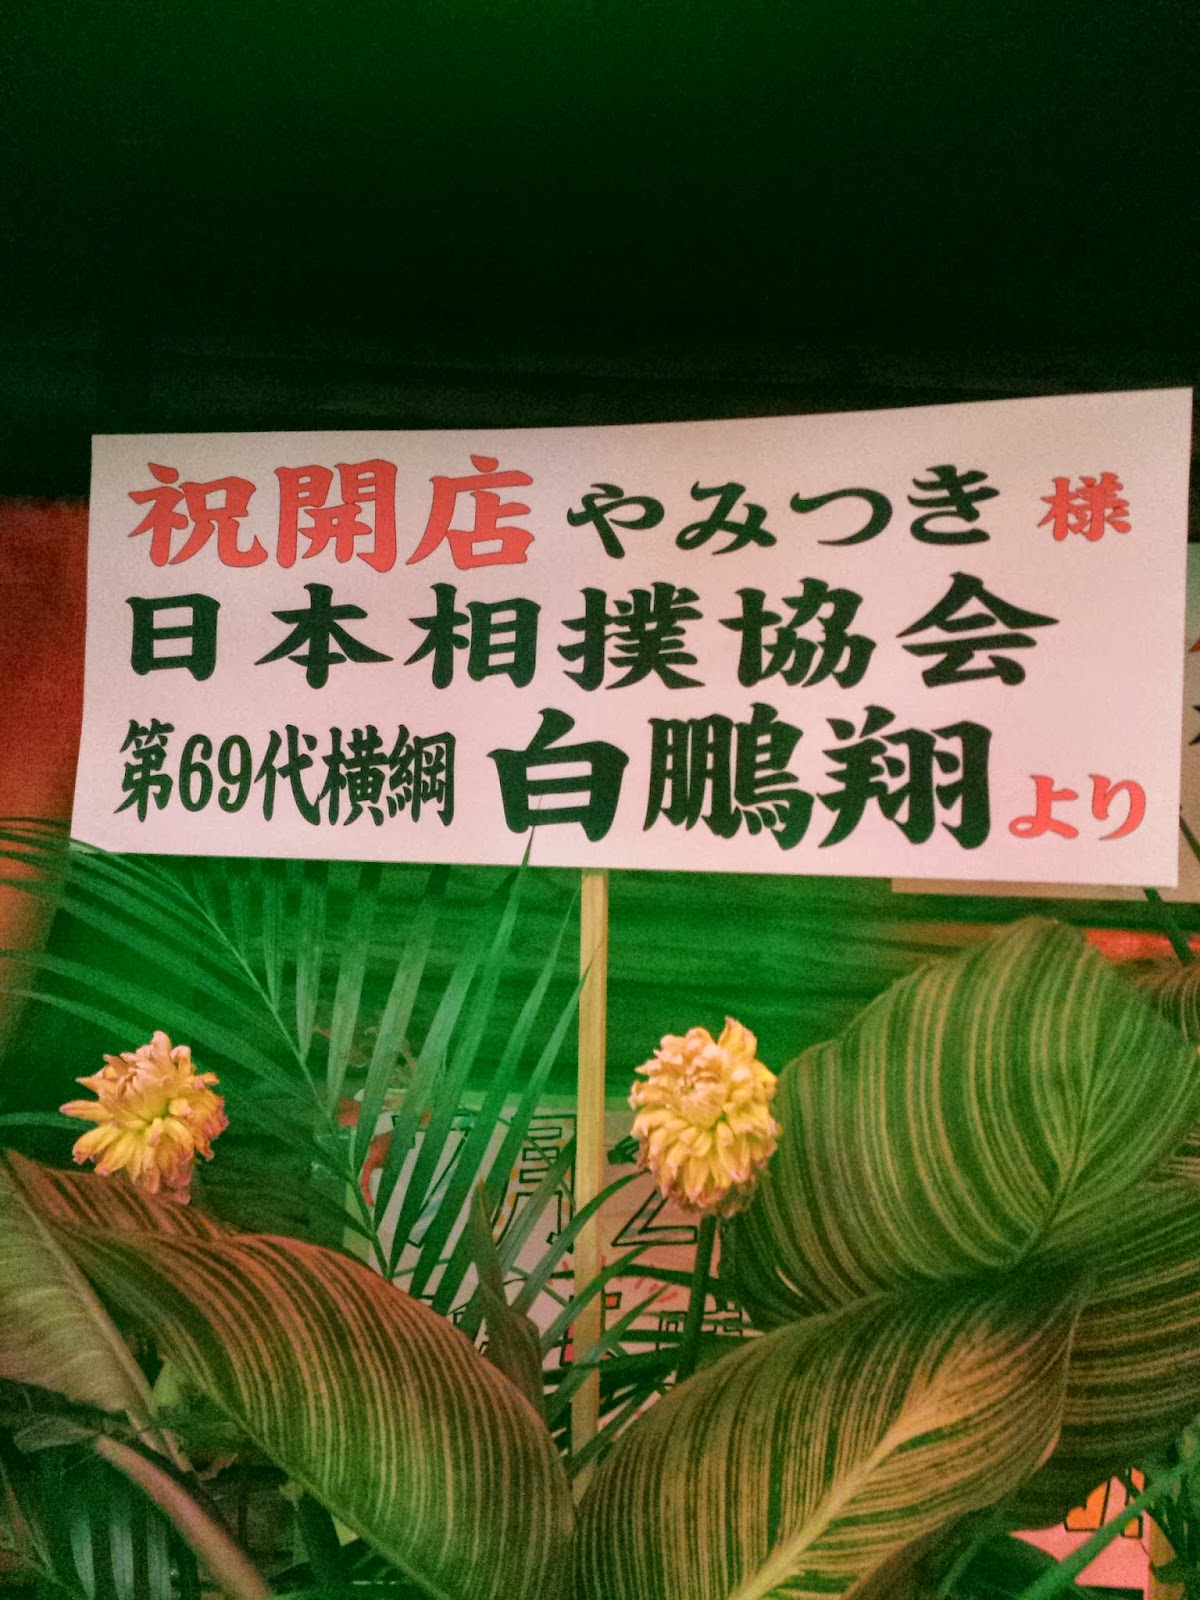 祝開店 やみつき 様
日本相撲協会
第69代横綱 白鵬翔より